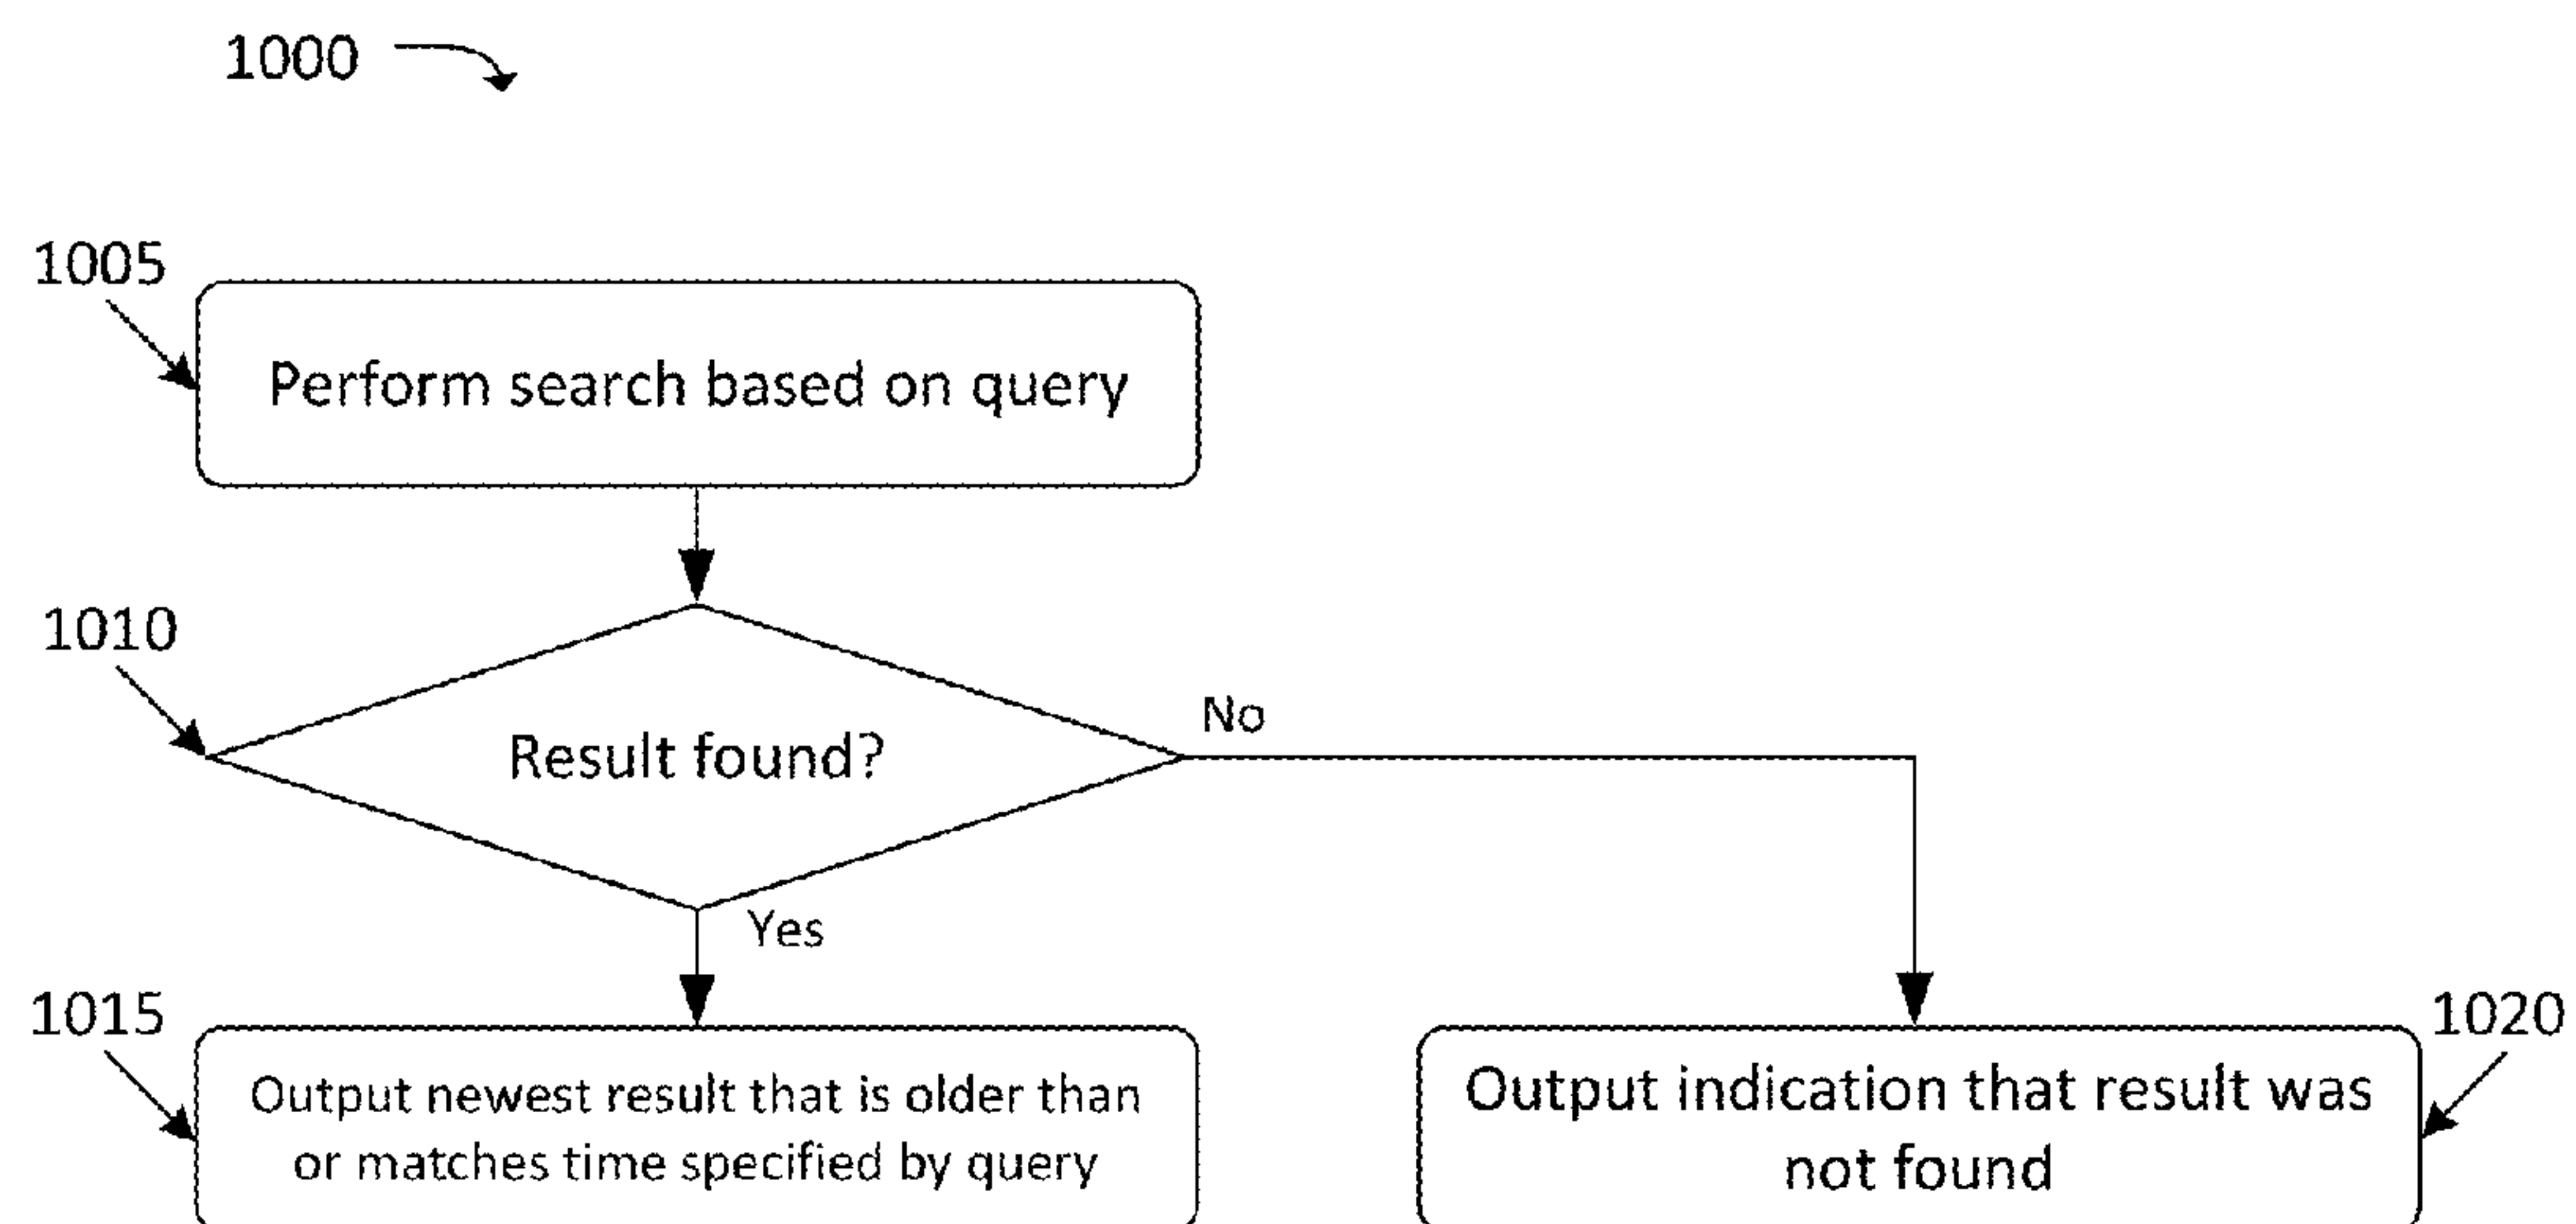 1000
1005
Perform search based on query
1010
Result found?
No
Yes
1015
Output newest result that is older than
or matches time specified by query
1020
Output indication that result was
not found